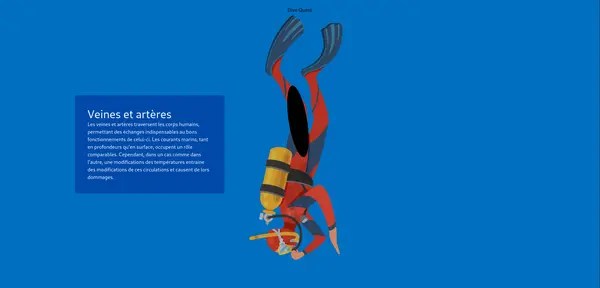 Dive Quest
Veines et artères
Les veines et artères traversent les corps humains,
permettant des échanges indispensables au bons
fonctionnements de celui-ci. Les courants marins, tant
en profondeurs qu'en surface, occupent un rôle
comparables. Cependant, dans un cas comme dans
l'autre, une modifications des températures entraine
des modifications de ces circulations et causent de lors
dommages.